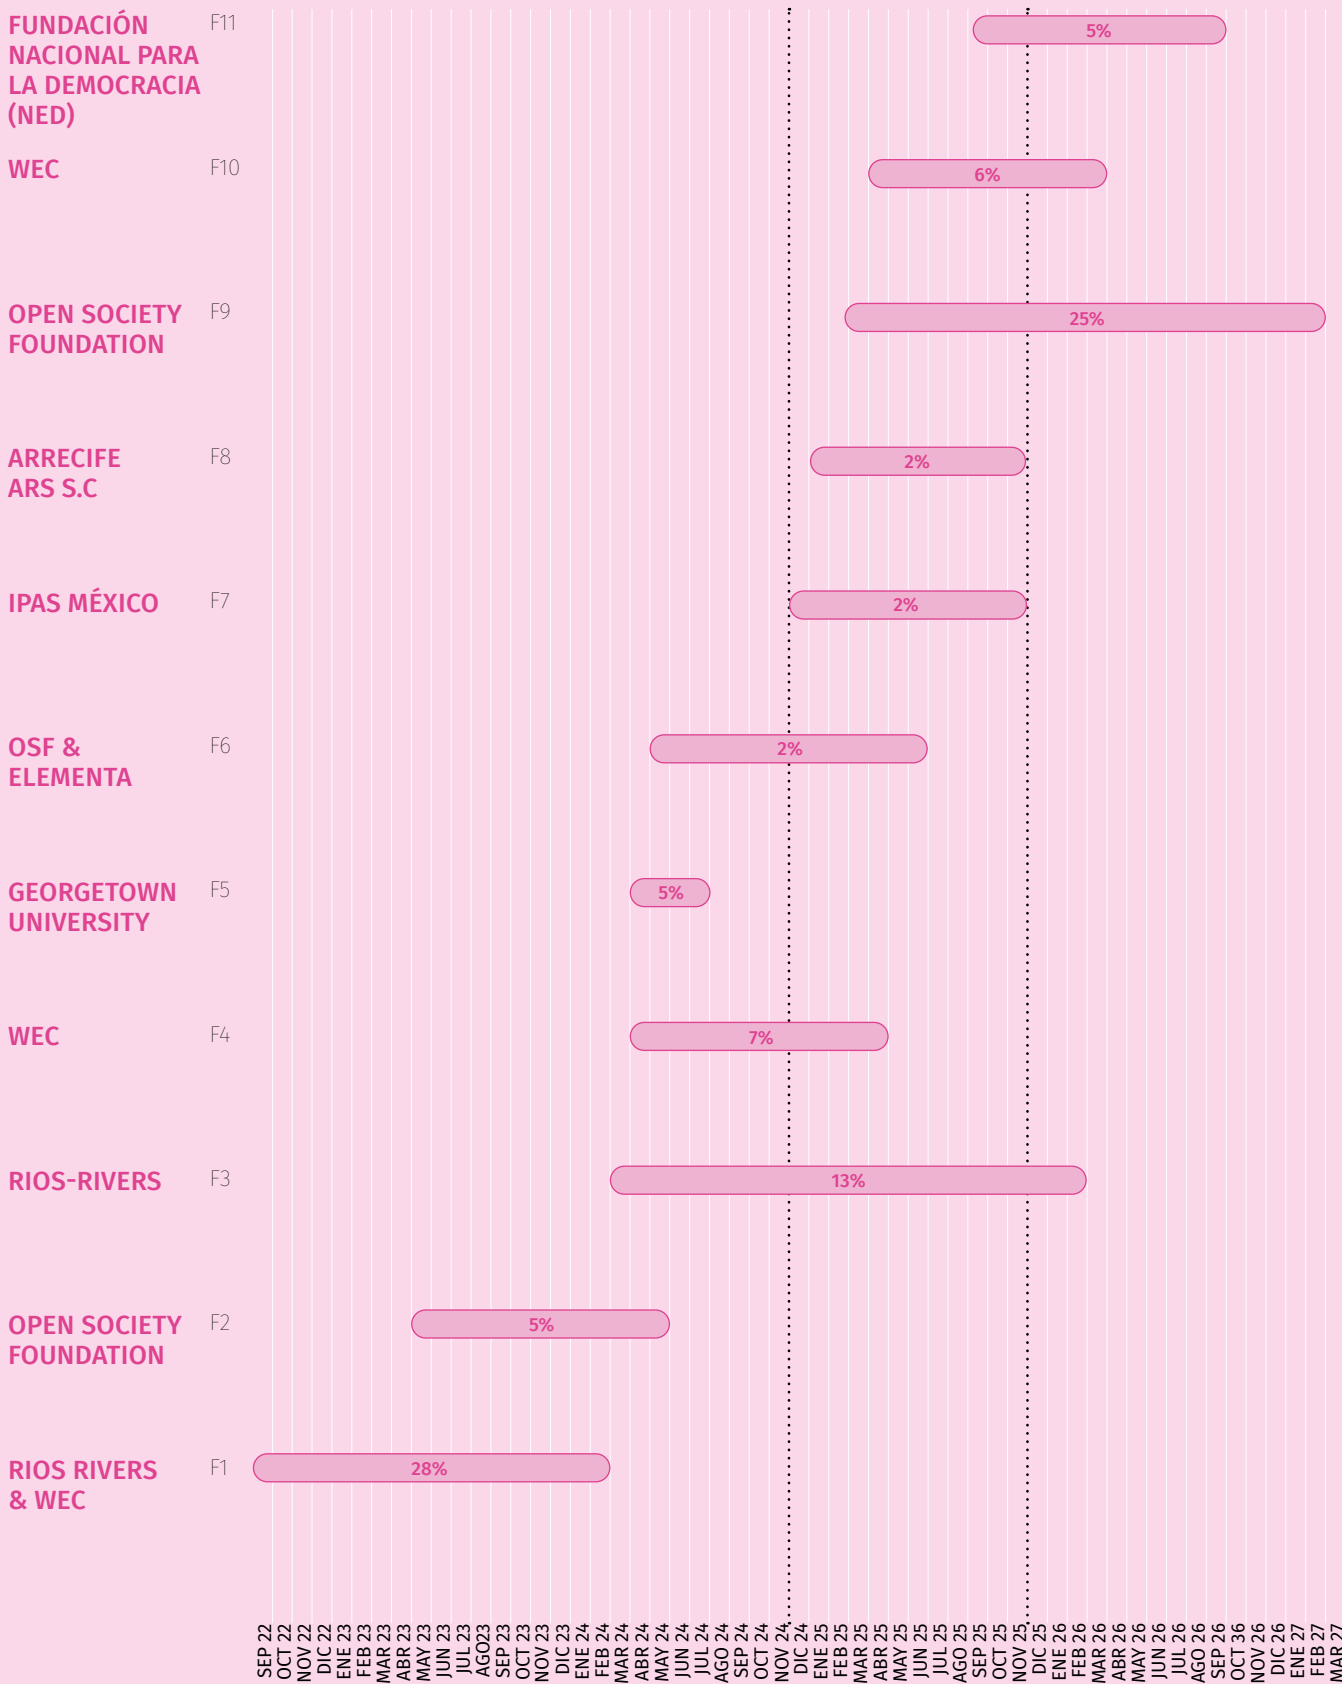 FUNDACIÓN
NACIONAL PARA
LA DEMOCRACIA
(NED)
F11
5%
WEC
F10
6%
OPEN SOCIETY
FOUNDATION
F9
25%
ARRECIFE
ARS S.C
F8
2%
IPAS MÉXICO
F7
2%
OSF &
ELEMENTA
F6
2%
GEORGETOWN
UNIVERSITY
F5
5%
WEC
F4
7%
RIOS-RIVERS
F3
13%
OPEN SOCIETY
FOUNDATION
F2
5%
RIOS RIVERS
& WEC
F1
28%
SEP 22
OCT 22
NOV 22
DIC 22
ENE 23
FEB 23
MAR 23
ABR 23
MAY 23
JUN 23
JUL 23
AGO23
SEP 23
OCT 23
NOV 23
DIC 23
ENE 24
FEB 24
MAR 24
ABR 24
MAY 24
JUN 24
JUL 24
AGO 24
SEP 24
OCT 24
NOV 24
DIC 24
ENE 25
FEB 25
MAR 25
ABR 25
MAY 25
JUN 25
JUL 25
AGO 25
SEP 25
OCT 25
NOV 25
DIC 25
ENE 26
FEB 26
MAR 26
ABR 26
MAY 26
JUN 26
JUL 26
AGO 26
SEP 26
OCT 36
NOV 26
DIC 26
ENE 27
FEB 27
MAR 27